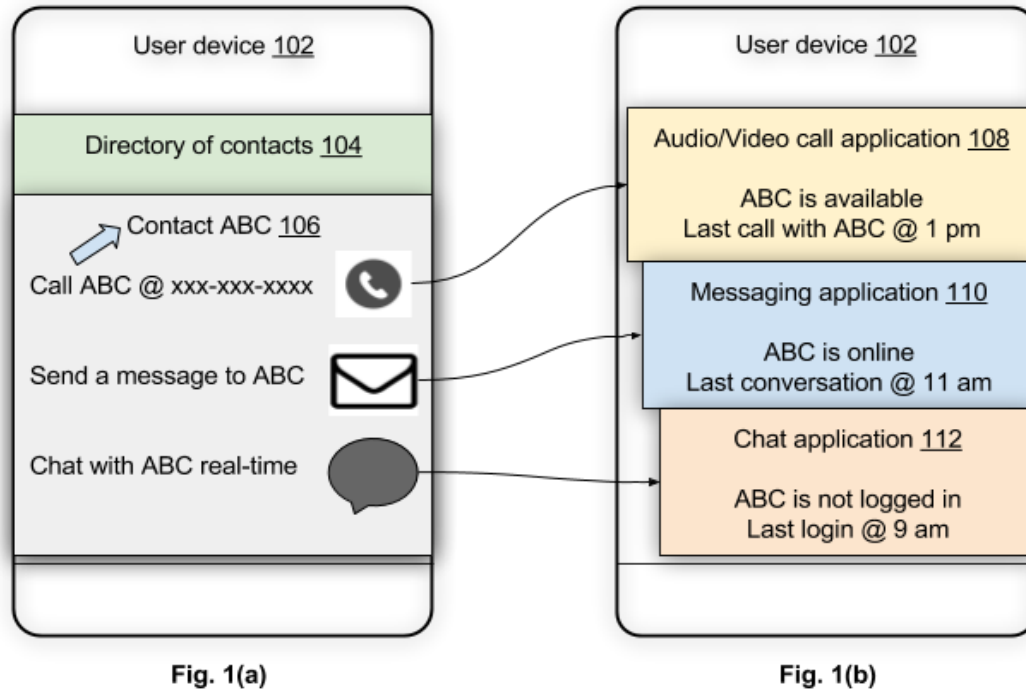 User device 102
Directory of contacts 104
Contact ABC 106
Call ABC @ xxx-xxx-xxxx
Send a message to ABC
Chat with ABC real-time
Fig. 1(a)
User device 102
Audio/Video call application 108
ABC is available
Last call with ABC @ 1 pm
Messaging application 110
ABC is online
Last conversation @ 11 am
Chat application 112
ABC is not logged in
Last login @ 9 am
Fig. 1(b)